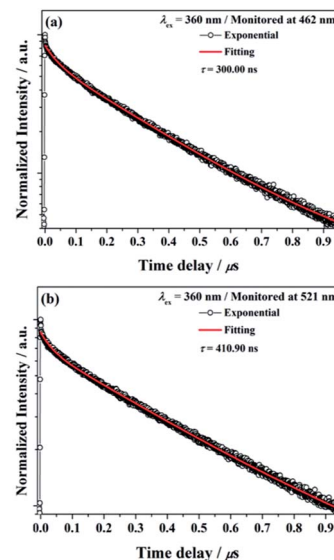 (a)
λex = 360 nm / Monitored at 462 nm
Exponential
Fitting
τ = 300.00 ns
Normalized Intensity / a.u.
0.0 0.1 0.2 0.3 0.4 0.5 0.6 0.7 0.8 0.9
Time delay / μs
(b)
λex = 360 nm / Monitored at 521 nm
Exponential
Fitting
τ = 410.90 ns
Normalized Intensity / a.u.
0.0 0.1 0.2 0.3 0.4 0.5 0.6 0.7 0.8 0.9
Time delay / μs